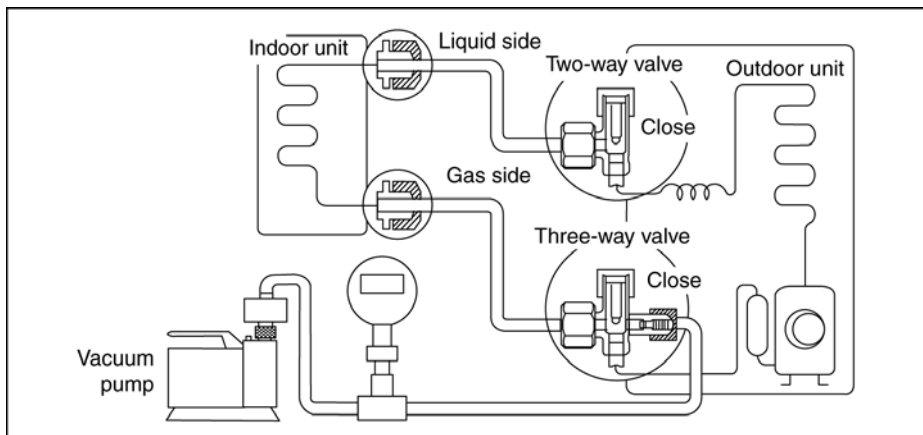 Indoor unit
Liquid side
Two-way valve
Outdoor unit
Close
Gas side
Three-way valve
Close
Vacuum
pump